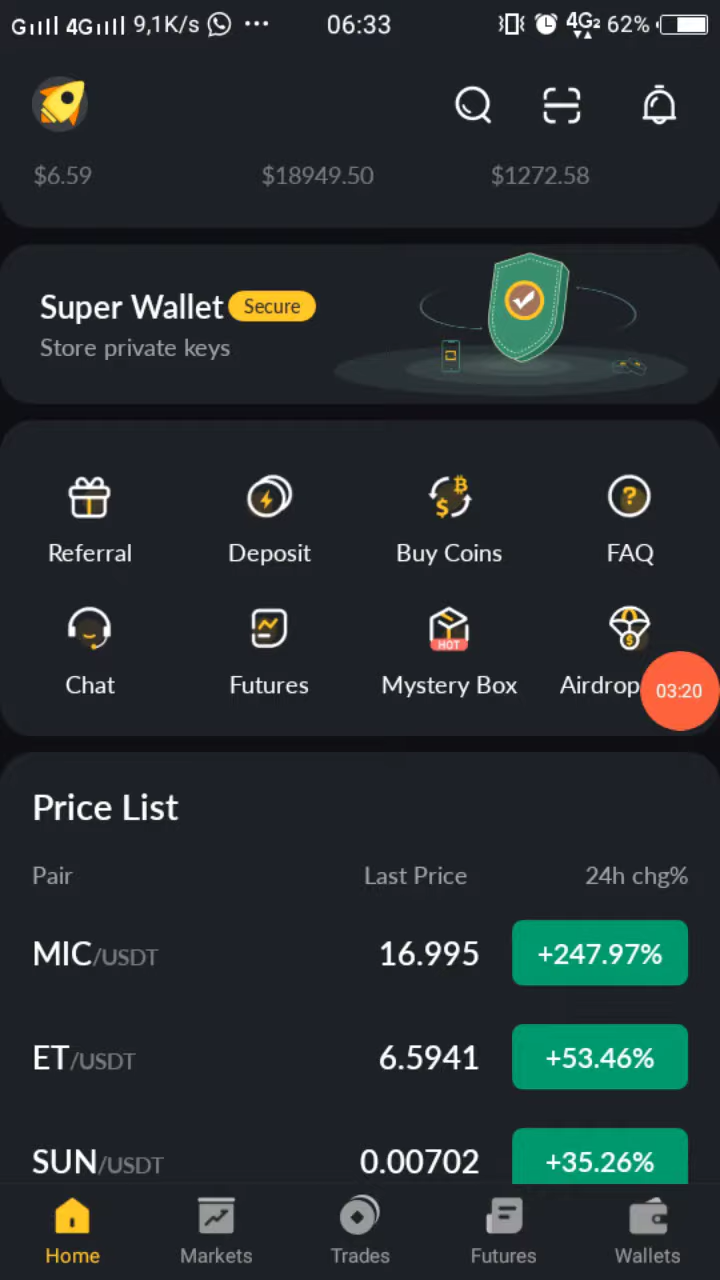 9,1K/s ... 06:33 4G2 62%
$6.59 $18949.50 $1272.58
Super Wallet Secure
Store private keys
Referral Deposit Buy Coins FAQ
HOT
Chat Futures Mystery Box Airdrop
03:20
Price List
Pair Last Price 24h chg%
MIC/USDT 16.995 +247.97%
ET/USDT 6.5941 +53.46%
SUN/USDT 0.00702 +35.26%
Home Markets Trades Futures Wallets